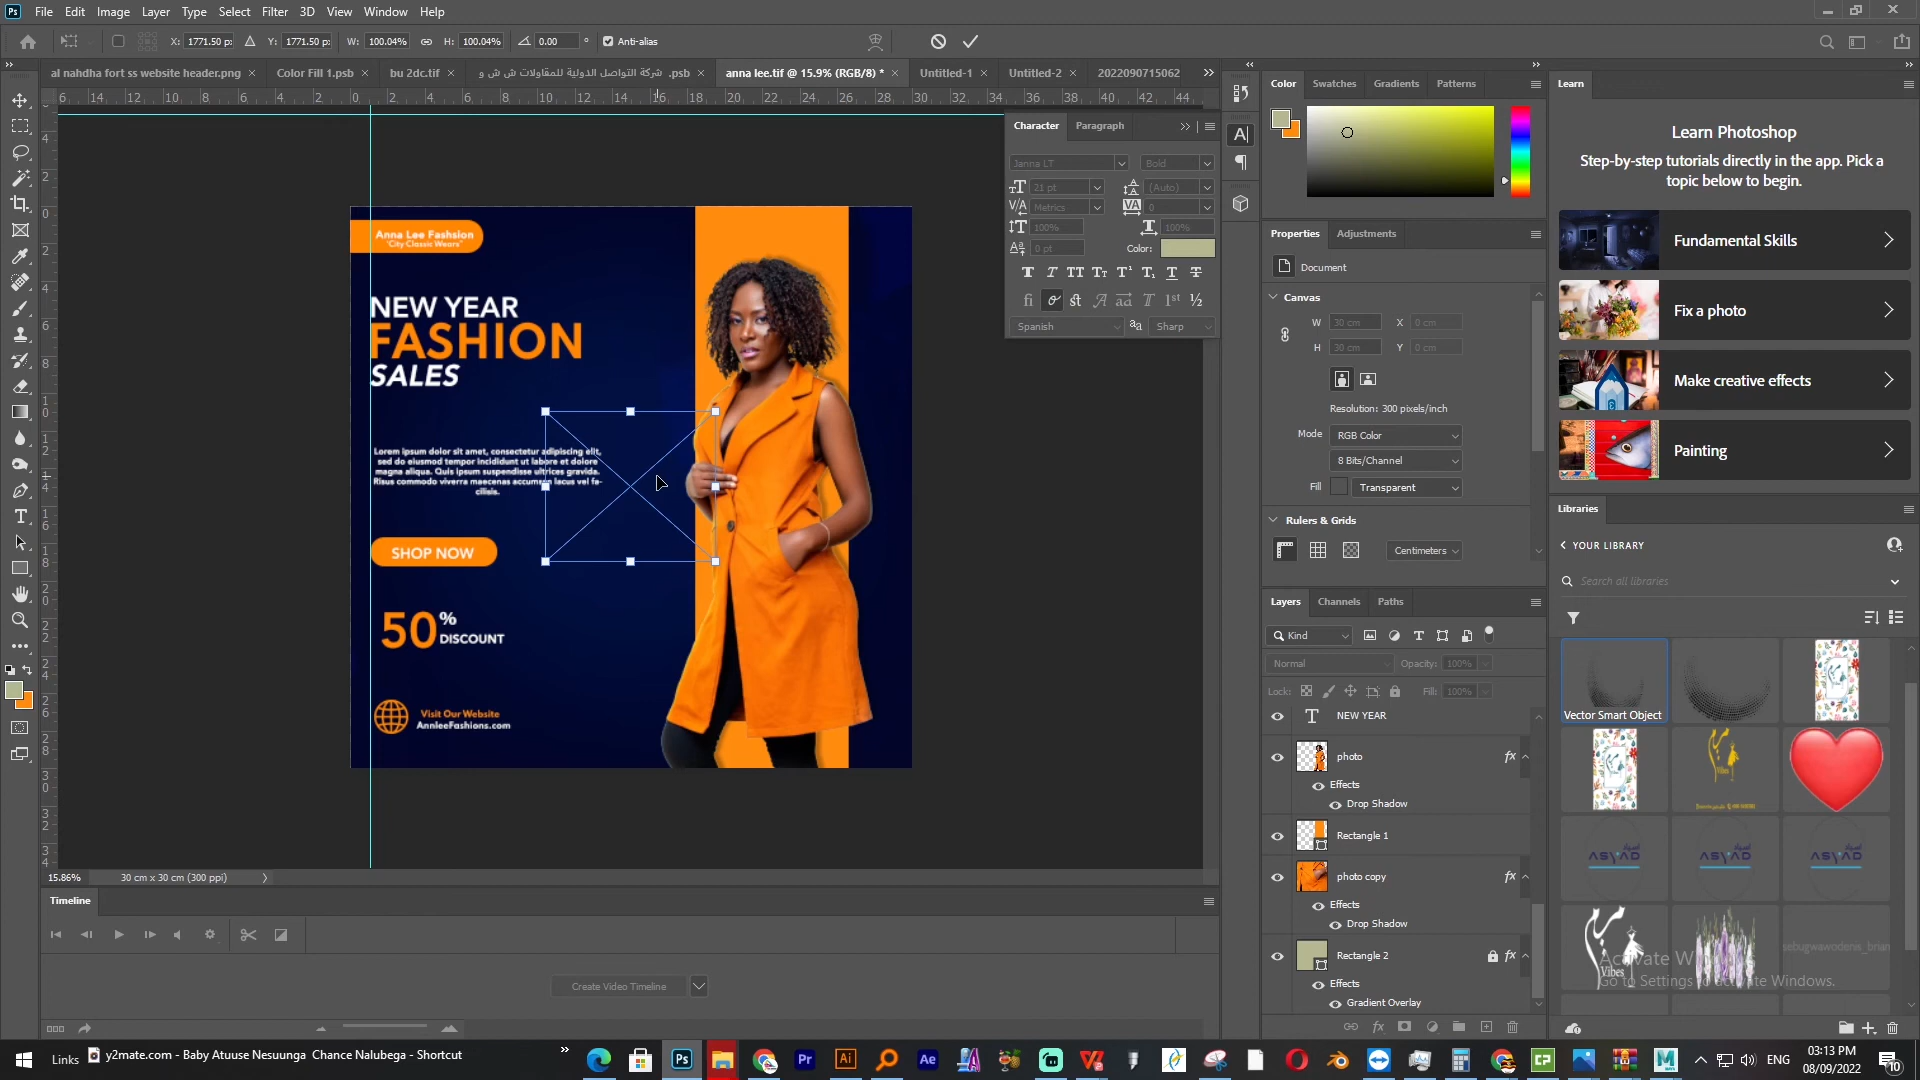 File Edit Image Layer Type Select Filter 3D View Window Help
X: 1771.50 p: Y: 1771.50 p: W: 100.04% H: 100.04% 0.00 ° Anti-alias
al nahdha fort ss website header.png Color Fill 1.psb bu 2dc.tif شركة التواصل الدولية للمقاولات ش ش و .psb anna lee.tif @ 15.9% (RGB/8) * Untitled-1 Untitled-2 2022090715062
Character Paragraph
Janna LT Bold
21 pt (Auto)
Metrics 0
100% 100%
0 pt Color:
Spanish Sharp
Anna Lee Fashsion
"City Classic Wears"
NEW YEAR
FASHION
SALES
Lorem ipsum dolor sit amet, consectetur adipiscing elit,
sed do eiusmod tempor incididunt ut labore et dolore
magna aliqua. Quis ipsum suspendisse ultrices gravida.
Risus commodo viverra maecenas accumsan lacus vel fa-
cilisis.
SHOP NOW
50% DISCOUNT
Visit Our Website
AnnleeFashions.com
15.86% 30 cm x 30 cm (300 ppi)
Timeline
Create Video Timeline
Color Swatches Gradients Patterns
Properties Adjustments
Document
Canvas
W 30 cm X 0 cm
H 30 cm Y 0 cm
Resolution: 300 pixels/inch
Mode RGB Color
8 Bits/Channel
Fill Transparent
Rulers & Grids
Centimeters
Layers Channels Paths
Kind
Normal Opacity: 100%
Lock: Fill: 100%
NEW YEAR
photo fx
Effects
Drop Shadow
Rectangle 1
photo copy fx
Effects
Drop Shadow
Rectangle 2 fx
Effects
Gradient Overlay
Learn
Learn Photoshop
Step-by-step tutorials directly in the app. Pick a
topic below to begin.
Fundamental Skills
Fix a photo
Make creative effects
Painting
Libraries
YOUR LIBRARY
Search all libraries
Vector Smart Object
Vibes
ASYAD ASYAD ASYAD
Vibes
sebugwawodenis_brian
Activate Windows
Go to Settings to activate Windows.
Links y2mate.com - Baby Atuuse Nesuunga Chance Nalubega - Shortcut
ENG 03:13 PM
08/09/2022